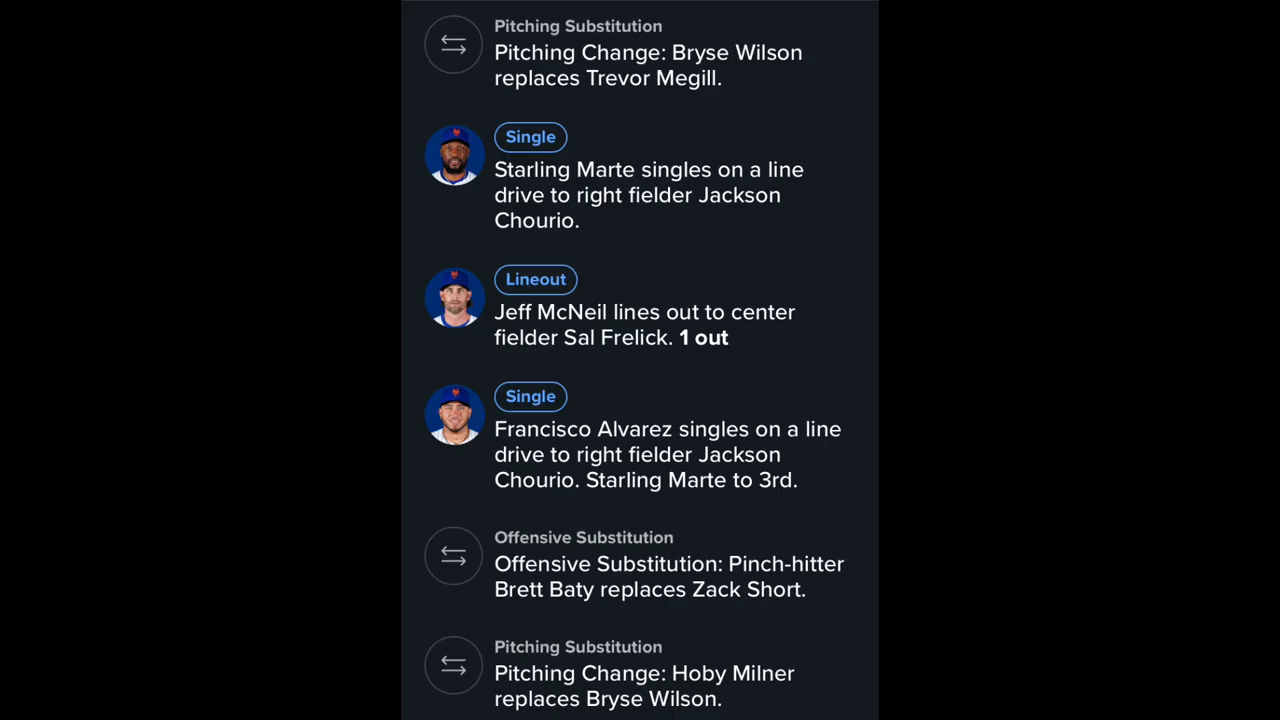 Pitching Substitution
Pitching Change: Bryse Wilson
replaces Trevor Megill.
Single
Starling Marte singles on a line
drive to right fielder Jackson
Chourio.
Lineout
Jeff McNeil lines out to center
fielder Sal Frelick. 1 out
Single
Francisco Alvarez singles on a line
drive to right fielder Jackson
Chourio. Starling Marte to 3rd.
Offensive Substitution
Offensive Substitution: Pinch-hitter
Brett Baty replaces Zack Short.
Pitching Substitution
Pitching Change: Hoby Milner
replaces Bryse Wilson.